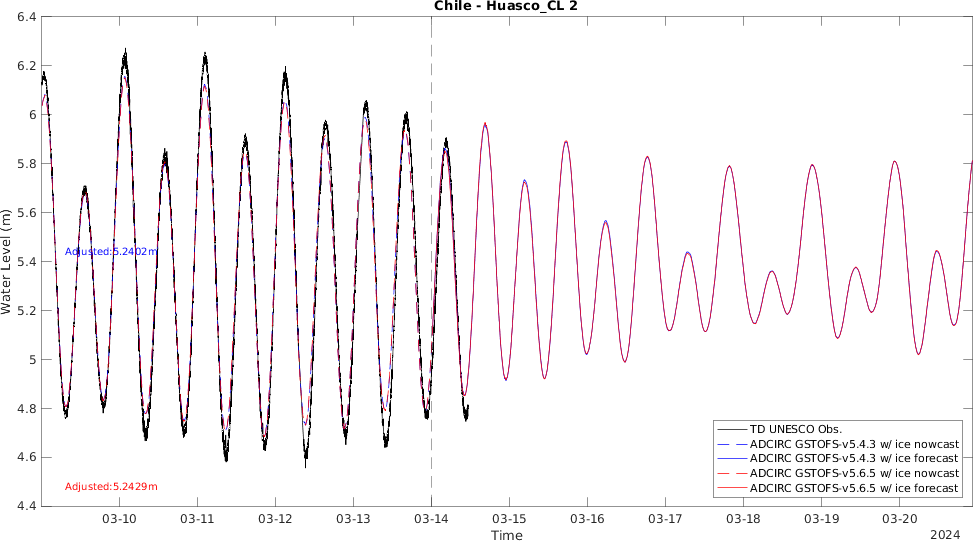 Chile - Huasco_CL 2
6.4
6.2
6
5.8
5.6
5.4
5.2
5
4.8
4.6
4.4
Water Level (m)
Adjusted:5.2402m
Adjusted:5.2429m
TD UNESCO Obs.
ADCIRC GSTOFS-v5.4.3 w/ ice nowcast
ADCIRC GSTOFS-v5.4.3 w/ ice forecast
ADCIRC GSTOFS-v5.6.5 w/ ice nowcast
ADCIRC GSTOFS-v5.6.5 w/ ice forecast
03-10 03-11 03-12 03-13 03-14 03-15 03-16 03-17 03-18 03-19 03-20
Time
2024